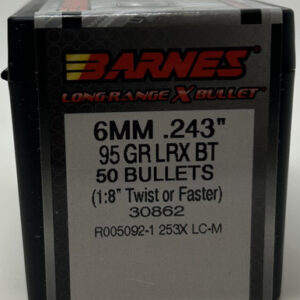 BARNES
LONG-RANGE X BULLET
6MM .243"
95 GR LRX BT
50 BULLETS
(1:8" Twist or Faster)
30862
R005092-1 253X LC-M